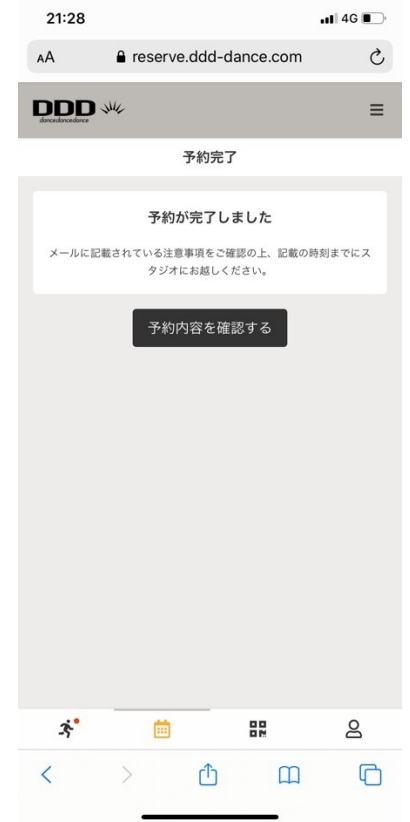 21:28
4G
AA
reserve.ddd-dance.com
DDD
dancedancedance
予約完了
予約が完了しました
メールに記載されている注意事項をご確認の上、記載の時刻までにス
タジオにお越しください。
予約内容を確認する